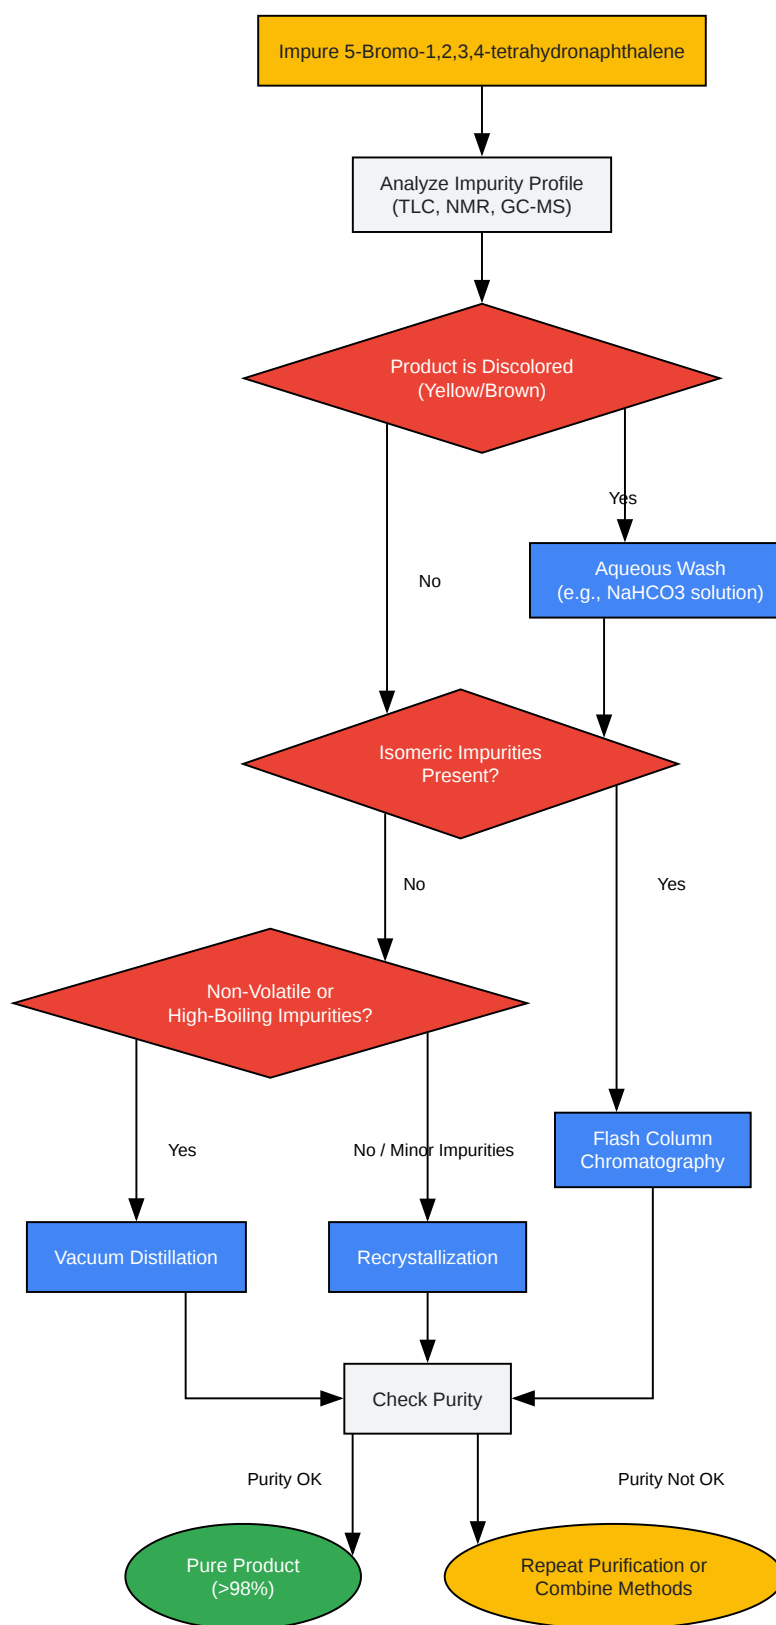 Impure 5-Bromo-1,2,3,4-tetrahydronaphthalene
Analyze Impurity Profile
(TLC, NMR, GC-MS)
Product is Discolored
(Yellow/Brown)
Yes
Aqueous Wash
(e.g., NaHCO3 solution)
No
Isomeric Impurities
Present?
No
Yes
Non-Volatile or
High-Boiling Impurities?
Flash Column
Chromatography
Yes
No / Minor Impurities
Vacuum Distillation
Recrystallization
Check Purity
Purity OK
Purity Not OK
Pure Product
(>98%)
Repeat Purification or
Combine Methods